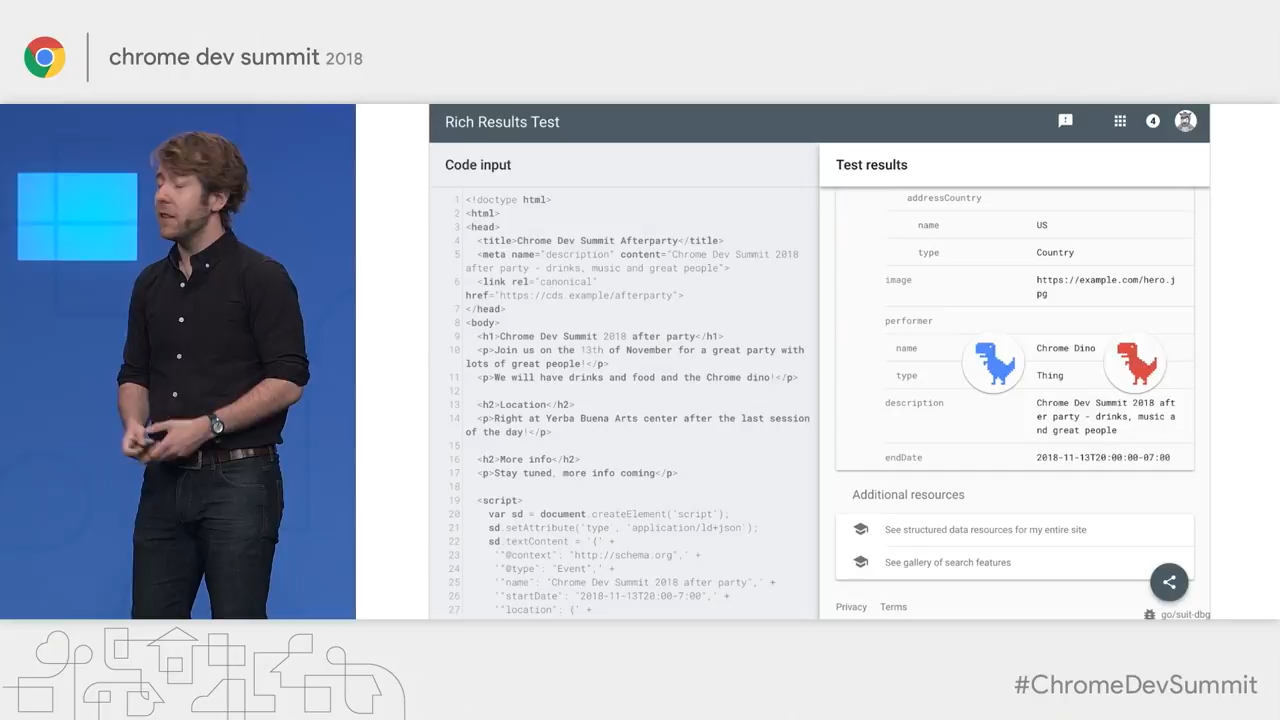 chrome dev summit 2018
Rich Results Test
4
Code input
1 <!doctype html>
2 <html>
3 <head>
4 <title>Chrome Dev Summit Afterparty</title>
5 <meta name="description" content="Chrome Dev Summit 2018
after party - drinks, music and great people">
6 <link rel="canonical"
href="https://cds.example/afterparty">
7 </head>
8 <body>
9 <h1>Chrome Dev Summit 2018 after party</h1>
10 <p>Join us on the 13th of November for a great party with
lots of great people!</p>
11 <p>We will have drinks and food and the Chrome dino!</p>
12
13 <h2>Location</h2>
14 <p>Right at Yerba Buena Arts center after the last session
of the day!</p>
15
16 <h2>More info</h2>
17 <p>Stay tuned, more info coming</p>
18
19 <script>
20 var sd = document.createElement('script');
21 sd.setAttribute('type', 'application/ld+json');
22 sd.textContent = '{' +
23 '"@context": "http://schema.org",' +
24 '"@type": "Event",' +
25 '"name": "Chrome Dev Summit 2018 after party",' +
26 '"startDate": "2018-11-13T20:00-7:00",' +
27 '"location": {' +
Test results
addressCountry
name US
type Country
image https://example.com/hero.j
pg
performer
name Chrome Dino
type Thing
description Chrome Dev Summit 2018 aft
er party - drinks, music a
nd great people
endDate 2018-11-13T20:00:00-07:00
Additional resources
See structured data resources for my entire site
See gallery of search features
Privacy Terms
go/suit-dbg
#ChromeDevSummit